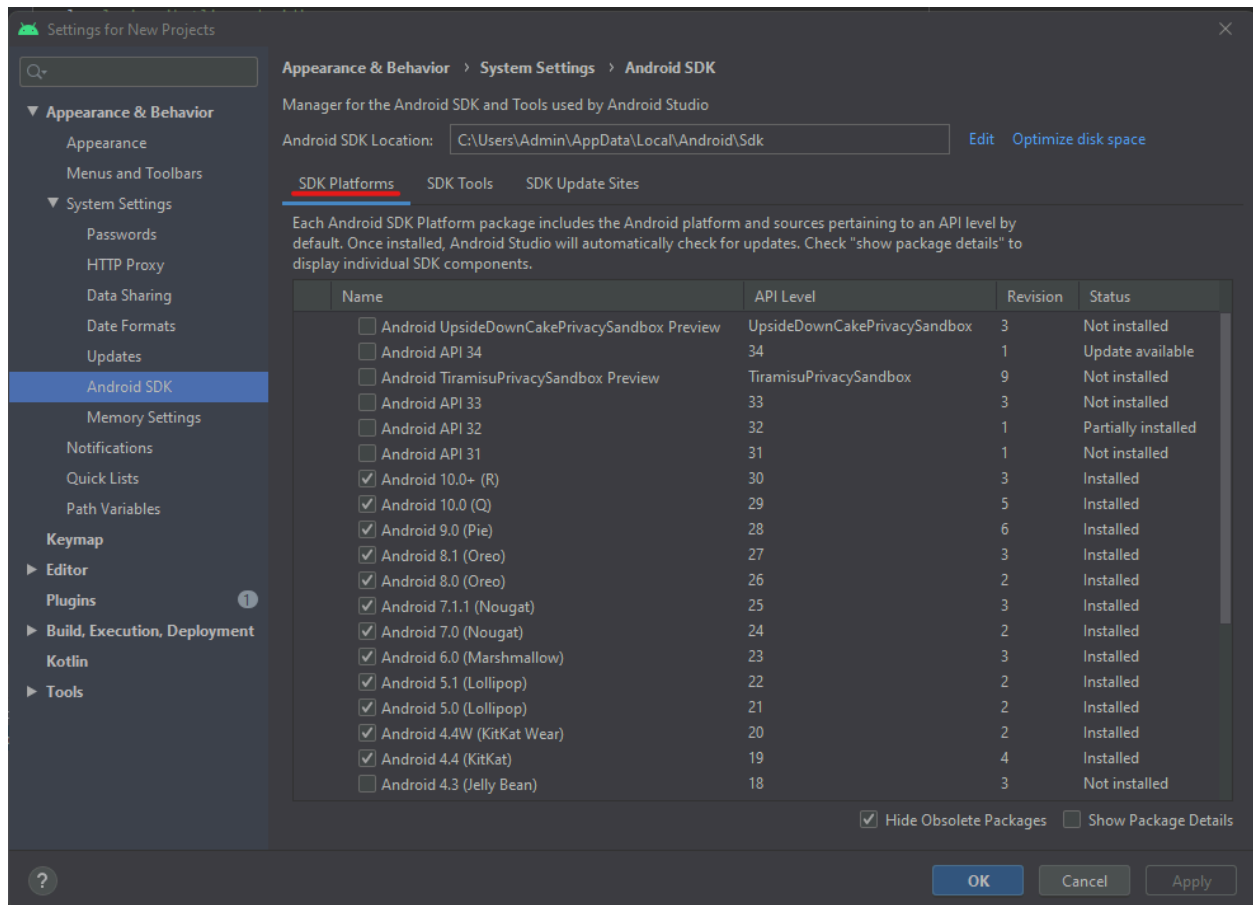 Settings for New Projects
Appearance & Behavior
Appearance
Menus and Toolbars
System Settings
Passwords
HTTP Proxy
Data Sharing
Date Formats
Updates
Android SDK
Memory Settings
Notifications
Quick Lists
Path Variables
Keymap
Editor
Plugins 1
Build, Execution, Deployment
Kotlin
Tools
Appearance & Behavior > System Settings > Android SDK
Manager for the Android SDK and Tools used by Android Studio
Android SDK Location: C:\Users\Admin\AppData\Local\Android\Sdk Edit Optimize disk space
SDK Platforms SDK Tools SDK Update Sites
Each Android SDK Platform package includes the Android platform and sources pertaining to an API level by
default. Once installed, Android Studio will automatically check for updates. Check "show package details" to
display individual SDK components.
Name API Level Revision Status
Android UpsideDownCakePrivacySandbox Preview UpsideDownCakePrivacySandbox 3 Not installed
Android API 34 34 1 Update available
Android TiramisuPrivacySandbox Preview TiramisuPrivacySandbox 9 Not installed
Android API 33 33 3 Not installed
Android API 32 32 1 Partially installed
Android API 31 31 1 Not installed
Android 10.0+ (R) 30 3 Installed
Android 10.0 (Q) 29 5 Installed
Android 9.0 (Pie) 28 6 Installed
Android 8.1 (Oreo) 27 3 Installed
Android 8.0 (Oreo) 26 2 Installed
Android 7.1.1 (Nougat) 25 3 Installed
Android 7.0 (Nougat) 24 2 Installed
Android 6.0 (Marshmallow) 23 3 Installed
Android 5.1 (Lollipop) 22 2 Installed
Android 5.0 (Lollipop) 21 2 Installed
Android 4.4W (KitKat Wear) 20 2 Installed
Android 4.4 (KitKat) 19 4 Installed
Android 4.3 (Jelly Bean) 18 3 Not installed
Hide Obsolete Packages Show Package Details
? OK Cancel Apply